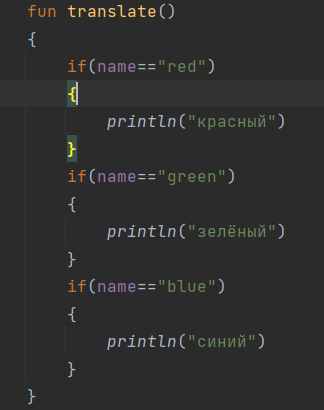 fun translate()
{
if(name=="red")
{
println("красный")
}
if(name=="green")
{
println("зелёный")
}
if(name=="blue")
{
println("синий")
}
}